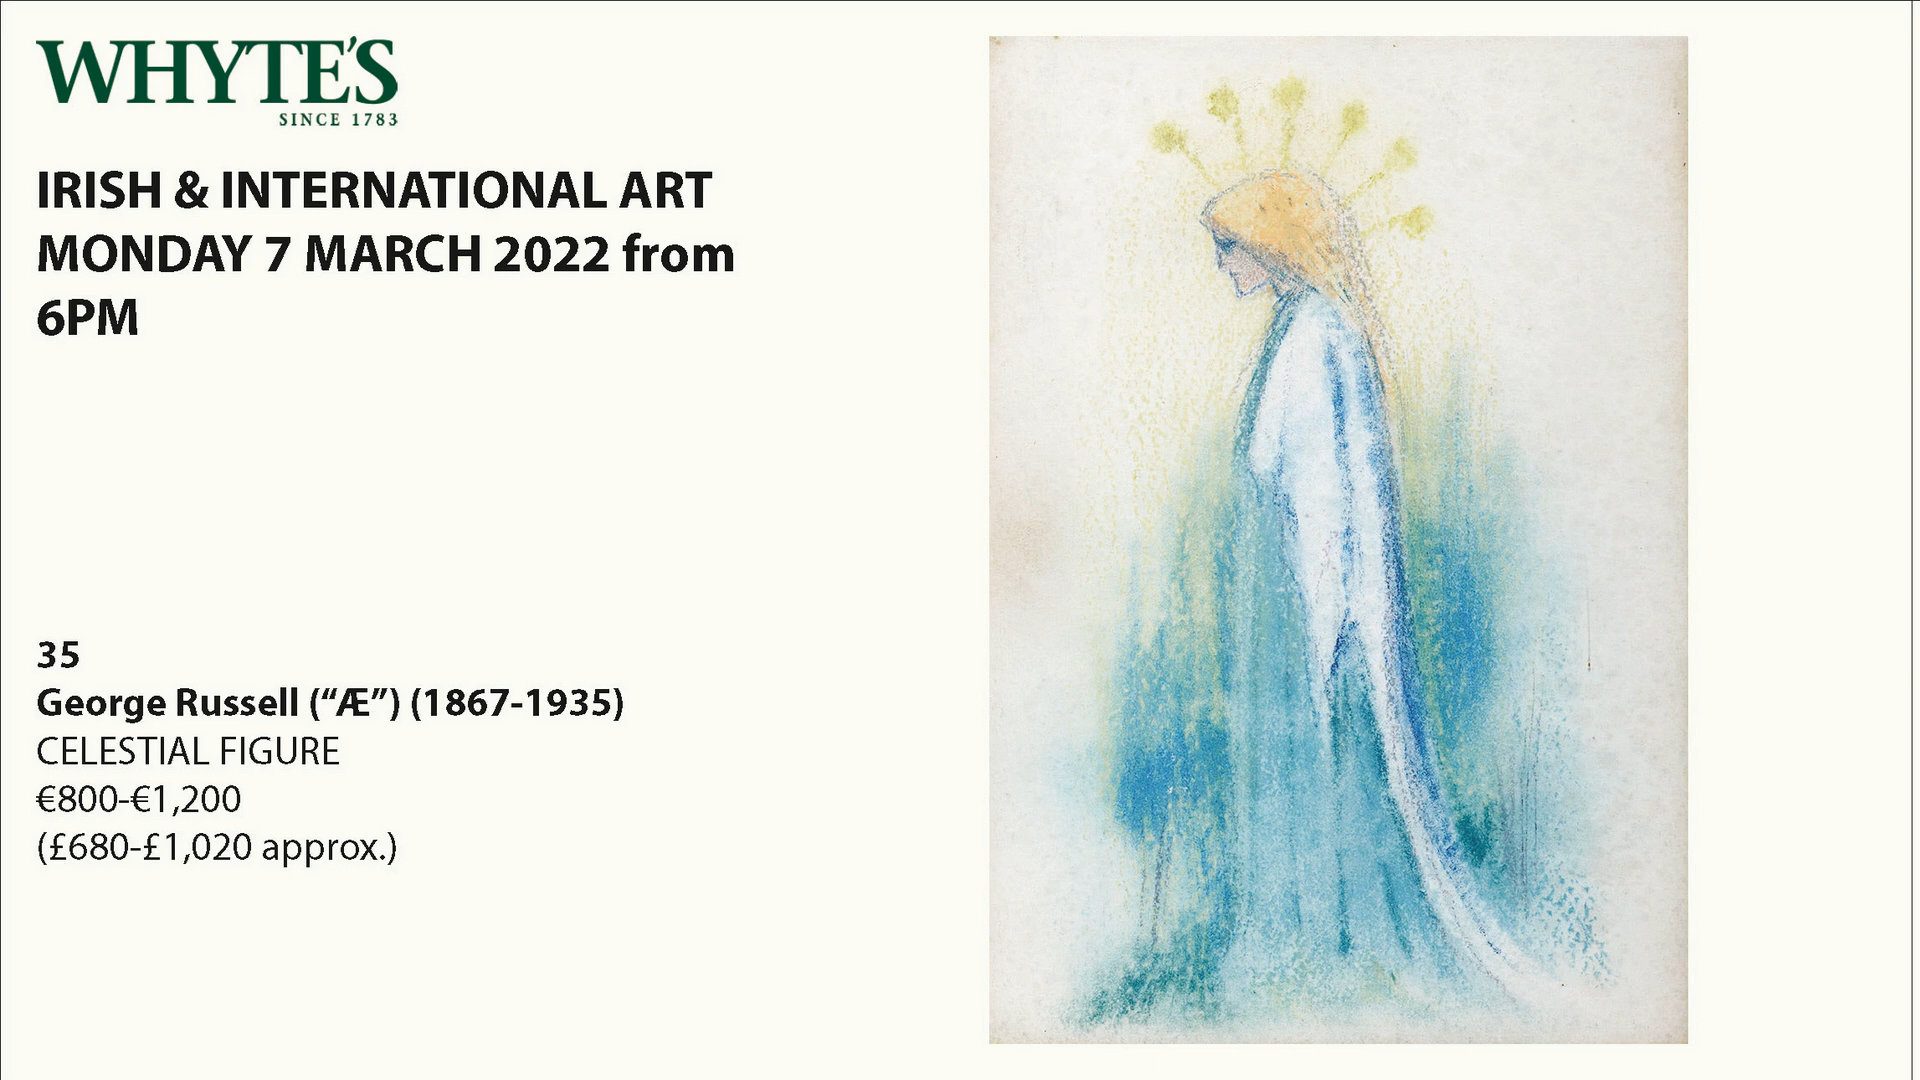 WHYTE'S
SINCE 1783
IRISH & INTERNATIONAL ART
MONDAY 7 MARCH 2022 from
6PM
35
George Russell (“Æ”) (1867-1935)
CELESTIAL FIGURE
€800-€1,200
(£680-£1,020 approx.)